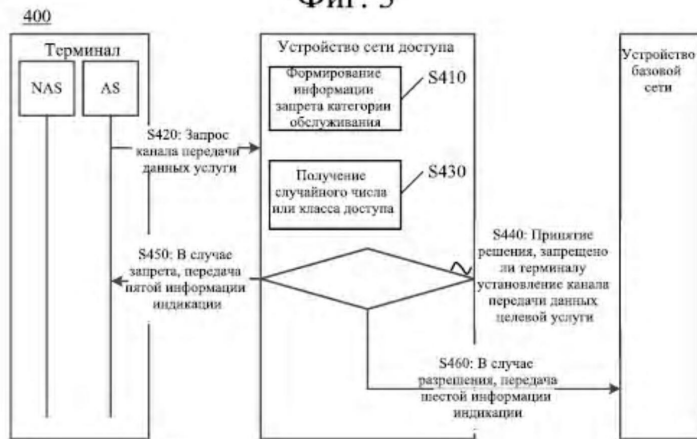 Фиг. 3
400
Терминал
NAS
AS
Устройство сети доступа
Формирование
информации
запрета категории
обслуживания
S410
Устройство
базовой
сети
S420: Запрос
канала передачи
данных услуги
Получение
случайного числа
или класса доступа
S430
S440: Принятие
решения, запрещено
ли терминалу
установление канала
передачи данных
целевой услуги
S450: В случае
запрета, передача
пятой информации
индикации
S460: В случае
разрешения, передача
шестой информации
индикации